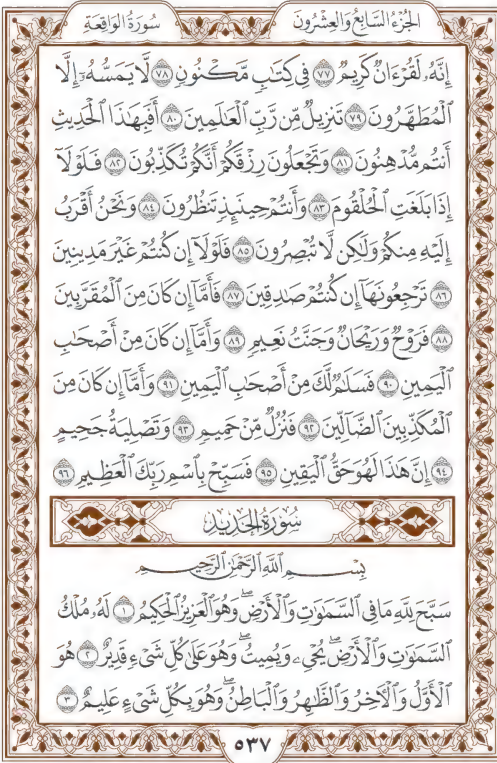 الجزء السابع والعشرون سورة الواقعة
إِنَّهُۥ لَقُرۡءَانٞ كَرِيمٞ ٧٧ فِي كِتَٰبٖ مَّكۡنُونٖ ٧٨ لَّا يَمَسُّهُۥٓ إِلَّا
ٱلۡمُطَهَّرُونَ ٧٩ تَنزِيلٞ مِّن رَّبِّ ٱلۡعَٰلَمِينَ ٨٠ أَفَبِهَٰذَا ٱلۡحَدِيثِ
أَنتُم مُّدۡهِنُونَ ٨١ وَتَجۡعَلُونَ رِزۡقَكُمۡ أَنَّكُمۡ تُكَذِّبُونَ ٨٢ فَلَوۡلَآ
إِذَا بَلَغَتِ ٱلۡحُلۡقُومَ ٨٣ وَأَنتُمۡ حِينَئِذٖ تَنظُرُونَ ٨٤ وَنَحۡنُ أَقۡرَبُ
إِلَيۡهِ مِنكُمۡ وَلَٰكِن لَّا تُبۡصِرُونَ ٨٥ فَلَوۡلَآ إِن كُنتُمۡ غَيۡرَ مَدِينِينَ
٨٦ تَرۡجِعُونَهَآ إِن كُنتُمۡ صَٰدِقِينَ ٨٧ فَأَمَّآ إِن كَانَ مِنَ ٱلۡمُقَرَّبِينَ
٨٨ فَرَوۡحٞ وَرَيۡحَانٞ وَجَنَّتُ نَعِيمٖ ٨٩ وَأَمَّآ إِن كَانَ مِنۡ أَصۡحَٰبِ
ٱلۡيَمِينِ ٩٠ فَسَلَٰمٞ لَّكَ مِنۡ أَصۡحَٰبِ ٱلۡيَمِينِ ٩١ وَأَمَّآ إِن كَانَ مِنَ
ٱلۡمُكَذِّبِينَ ٱلضَّآلِّينَ ٩٢ فَنُزُلٞ مِّنۡ حَمِيمٖ ٩٣ وَتَصۡلِيَةُ جَحِيمٍ
٩٤ إِنَّ هَٰذَا لَهُوَ حَقُّ ٱلۡيَقِينِ ٩٥ فَسَبِّحۡ بِٱسۡمِ رَبِّكَ ٱلۡعَظِيمِ ٩٦
سورة الحديد
بِسۡمِ ٱللَّهِ ٱلرَّحۡمَٰنِ ٱلرَّحِيمِ
سَبَّحَ لِلَّهِ مَا فِي ٱلسَّمَٰوَٰتِ وَٱلۡأَرۡضِۖ وَهُوَ ٱلۡعَزِيزُ ٱلۡحَكِيمُ ١ لَهُۥ مُلۡكُ
ٱلسَّمَٰوَٰتِ وَٱلۡأَرۡضِۖ يُحۡيِۦ وَيُمِيتُۖ وَهُوَ عَلَىٰ كُلِّ شَيۡءٖ قَدِيرٌ ٢ هُوَ
ٱلۡأَوَّلُ وَٱلۡأٓخِرُ وَٱلظَّٰهِرُ وَٱلۡبَاطِنُۖ وَهُوَ بِكُلِّ شَيۡءٍ عَلِيمٌ ٣
٥٣٧